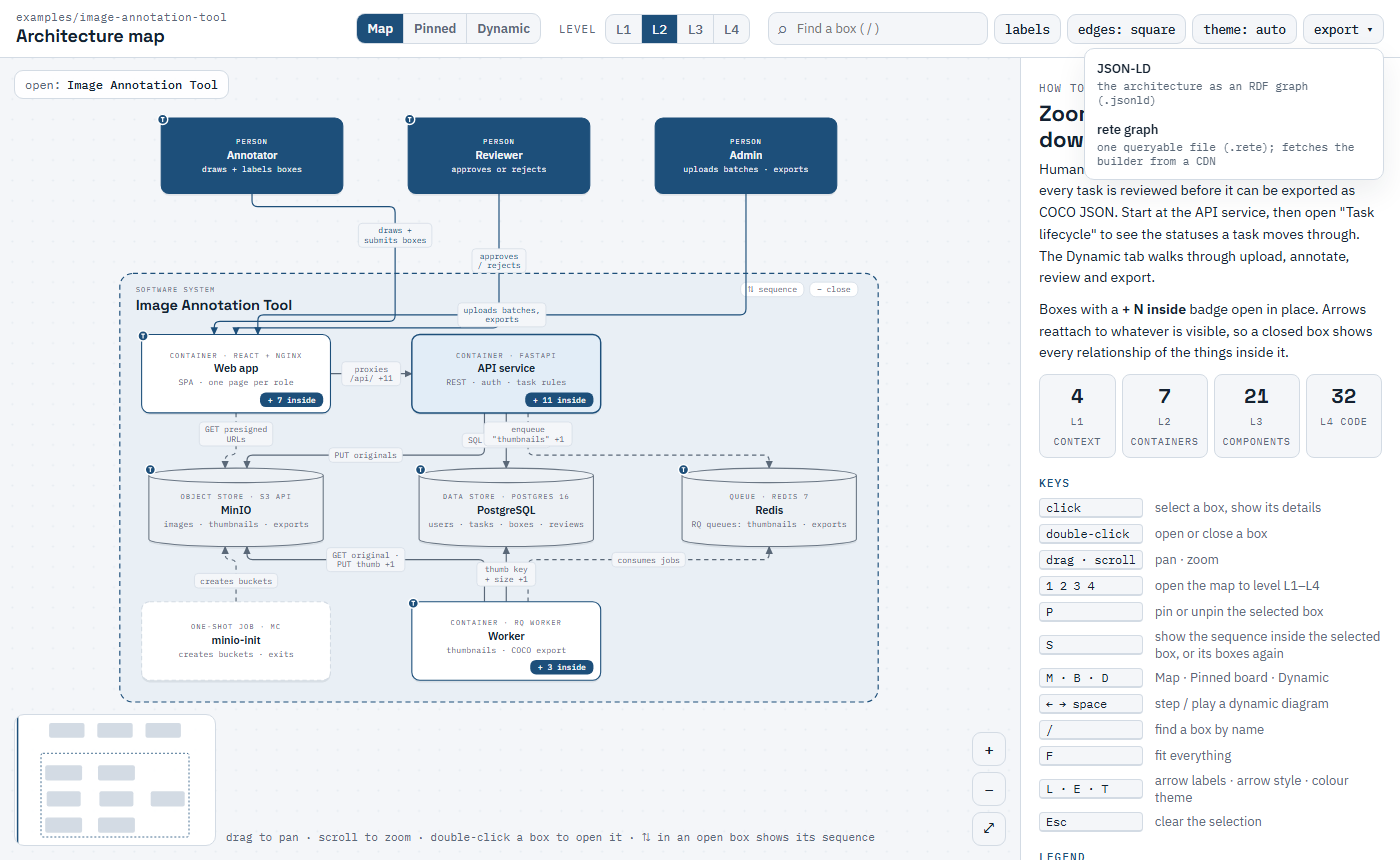 examples/image-annotation-tool
Architecture map
Map Pinned Dynamic
LEVEL L1 L2 L3 L4
⌕ Find a box ( / )
labels
edges: square
theme: auto
export ▾
JSON-LD
the architecture as an RDF graph
(.jsonld)
rete graph
one queryable file (.rete); fetches the
builder from a CDN
open: Image Annotation Tool
T
PERSON
Annotator
draws + labels boxes
T
PERSON
Reviewer
approves or rejects
PERSON
Admin
uploads batches · exports
draws +
submits boxes
approves
/ rejects
SOFTWARE SYSTEM
Image Annotation Tool
⇅ sequence
− close
uploads batches,
exports
T
CONTAINER · REACT + NGINX
Web app
SPA · one page per role
+ 7 inside
proxies
/api/ +11
CONTAINER · FASTAPI
API service
REST · auth · task rules
+ 11 inside
GET presigned
URLs
SQL
enqueue
"thumbnails" +1
PUT originals
T
OBJECT STORE · S3 API
MinIO
images · thumbnails · exports
T
DATA STORE · POSTGRES 16
PostgreSQL
users · tasks · boxes · reviews
T
QUEUE · REDIS 7
Redis
RQ queues: thumbnails · exports
GET original ·
PUT thumb +1
consumes jobs
creates buckets
thumb key
+ size +1
ONE-SHOT JOB · MC
minio-init
creates buckets · exits
T
CONTAINER · RQ WORKER
Worker
thumbnails · COCO export
+ 3 inside
+
−
⤢
drag to pan · scroll to zoom · double-click a box to open it · ⇅ in an open box shows its sequence
HOW TO
Zoom
dow
Human
every task is reviewed before it can be exported as
COCO JSON. Start at the API service, then open "Task
lifecycle" to see the statuses a task moves through.
The Dynamic tab walks through upload, annotate,
review and export.
Boxes with a + N inside badge open in place. Arrows
reattach to whatever is visible, so a closed box shows
every relationship of the things inside it.
4
L1
CONTEXT
7
L2
CONTAINERS
21
L3
COMPONENTS
32
L4 CODE
KEYS
click select a box, show its details
double-click open or close a box
drag · scroll pan · zoom
1 2 3 4 open the map to level L1–L4
P pin or unpin the selected box
S show the sequence inside the selected
box, or its boxes again
M · B · D Map · Pinned board · Dynamic
← → space step / play a dynamic diagram
/ find a box by name
F fit everything
L · E · T arrow labels · arrow style · colour
theme
Esc clear the selection
LEGEND